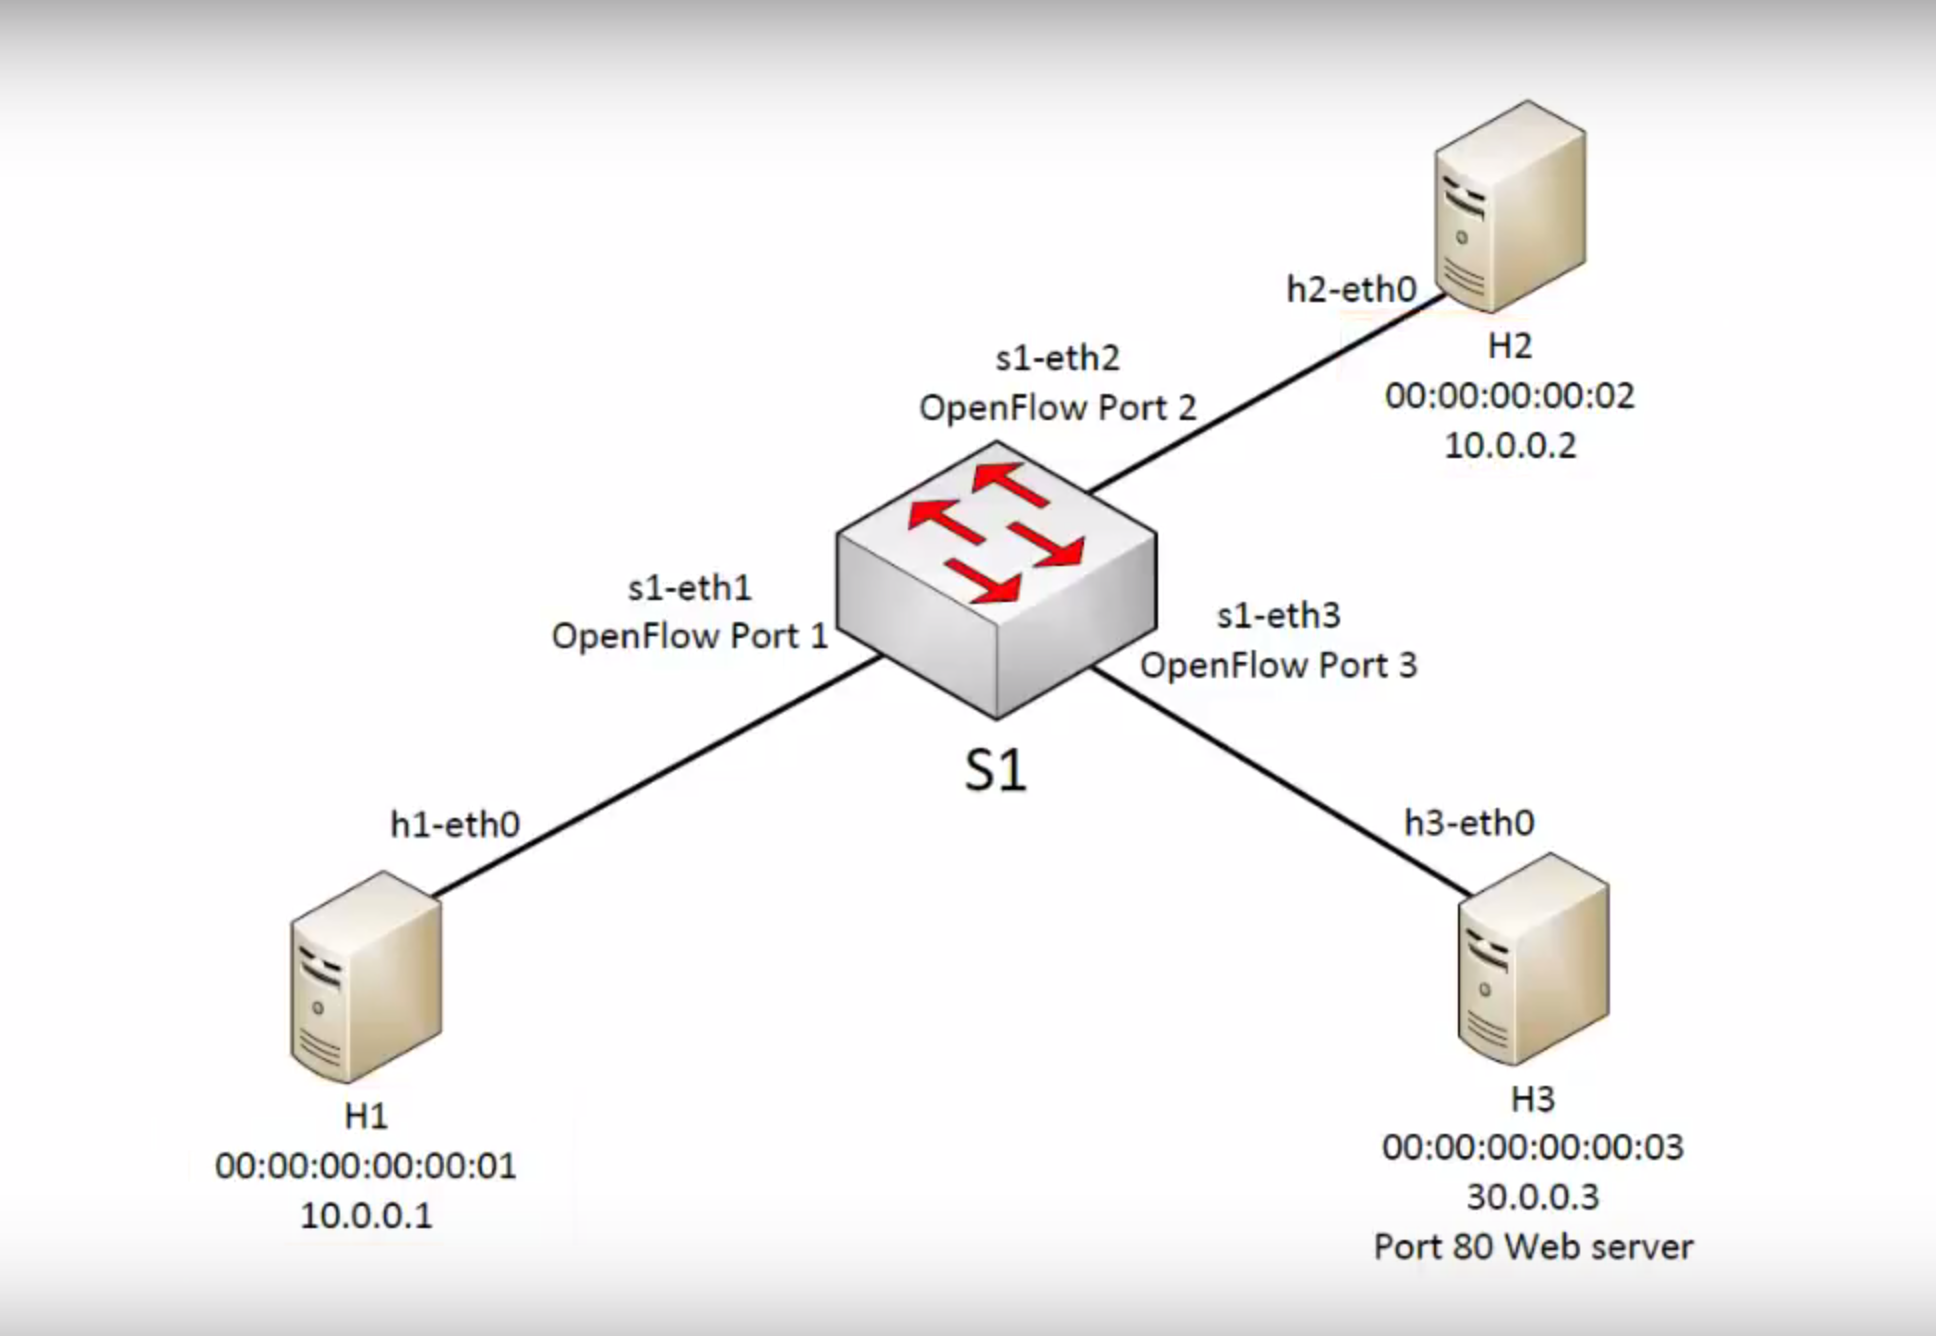 h2-eth0
H2
00:00:00:00:02
10.0.0.2
s1-eth2
OpenFlow Port 2
s1-eth1
OpenFlow Port 1
s1-eth3
OpenFlow Port 3
S1
h1-eth0
H1
00:00:00:00:00:01
10.0.0.1
h3-eth0
H3
00:00:00:00:00:03
30.0.0.3
Port 80 Web server